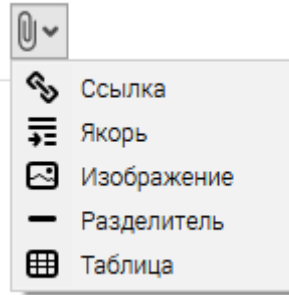 Ссылка
Якорь
Изображение
Разделитель
Таблица